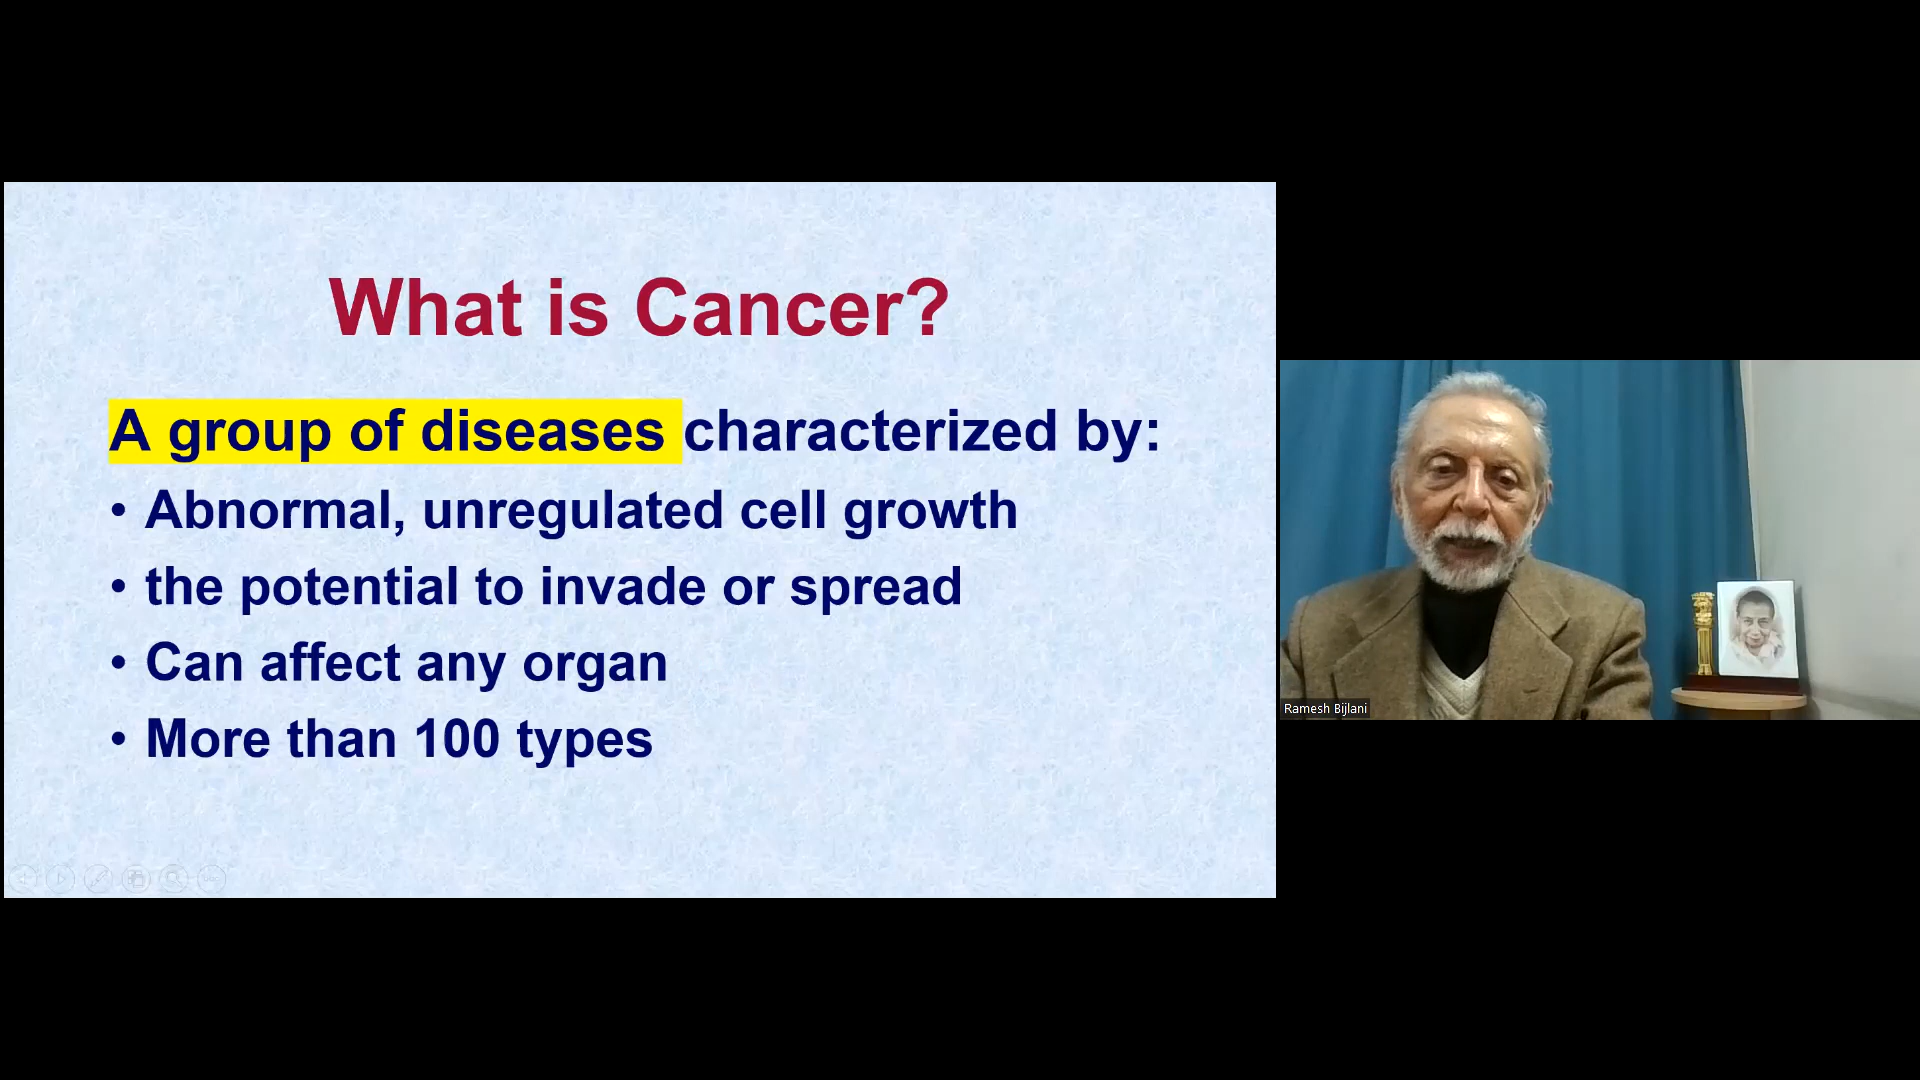 What is Cancer?
A group of diseases characterized by:
• Abnormal, unregulated cell growth
• the potential to invade or spread
• Can affect any organ
• More than 100 types
Ramesh Bijlani